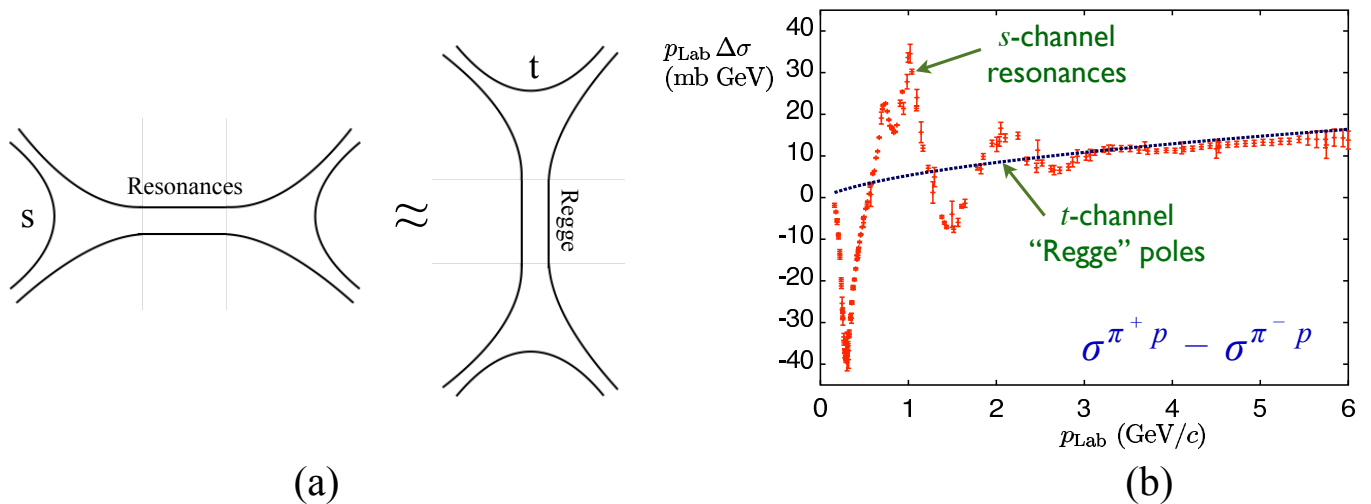 s
Resonances
≈
t
Regge
(a)
p_Lab Δσ
(mb GeV)
40
30
20
10
0
-10
-20
-30
-40
s-channel
resonances
t-channel
“Regge” poles
σ^{π^+ p} − σ^{π^- p}
0 1 2 3 4 5 6
p_Lab (GeV/c)
(b)